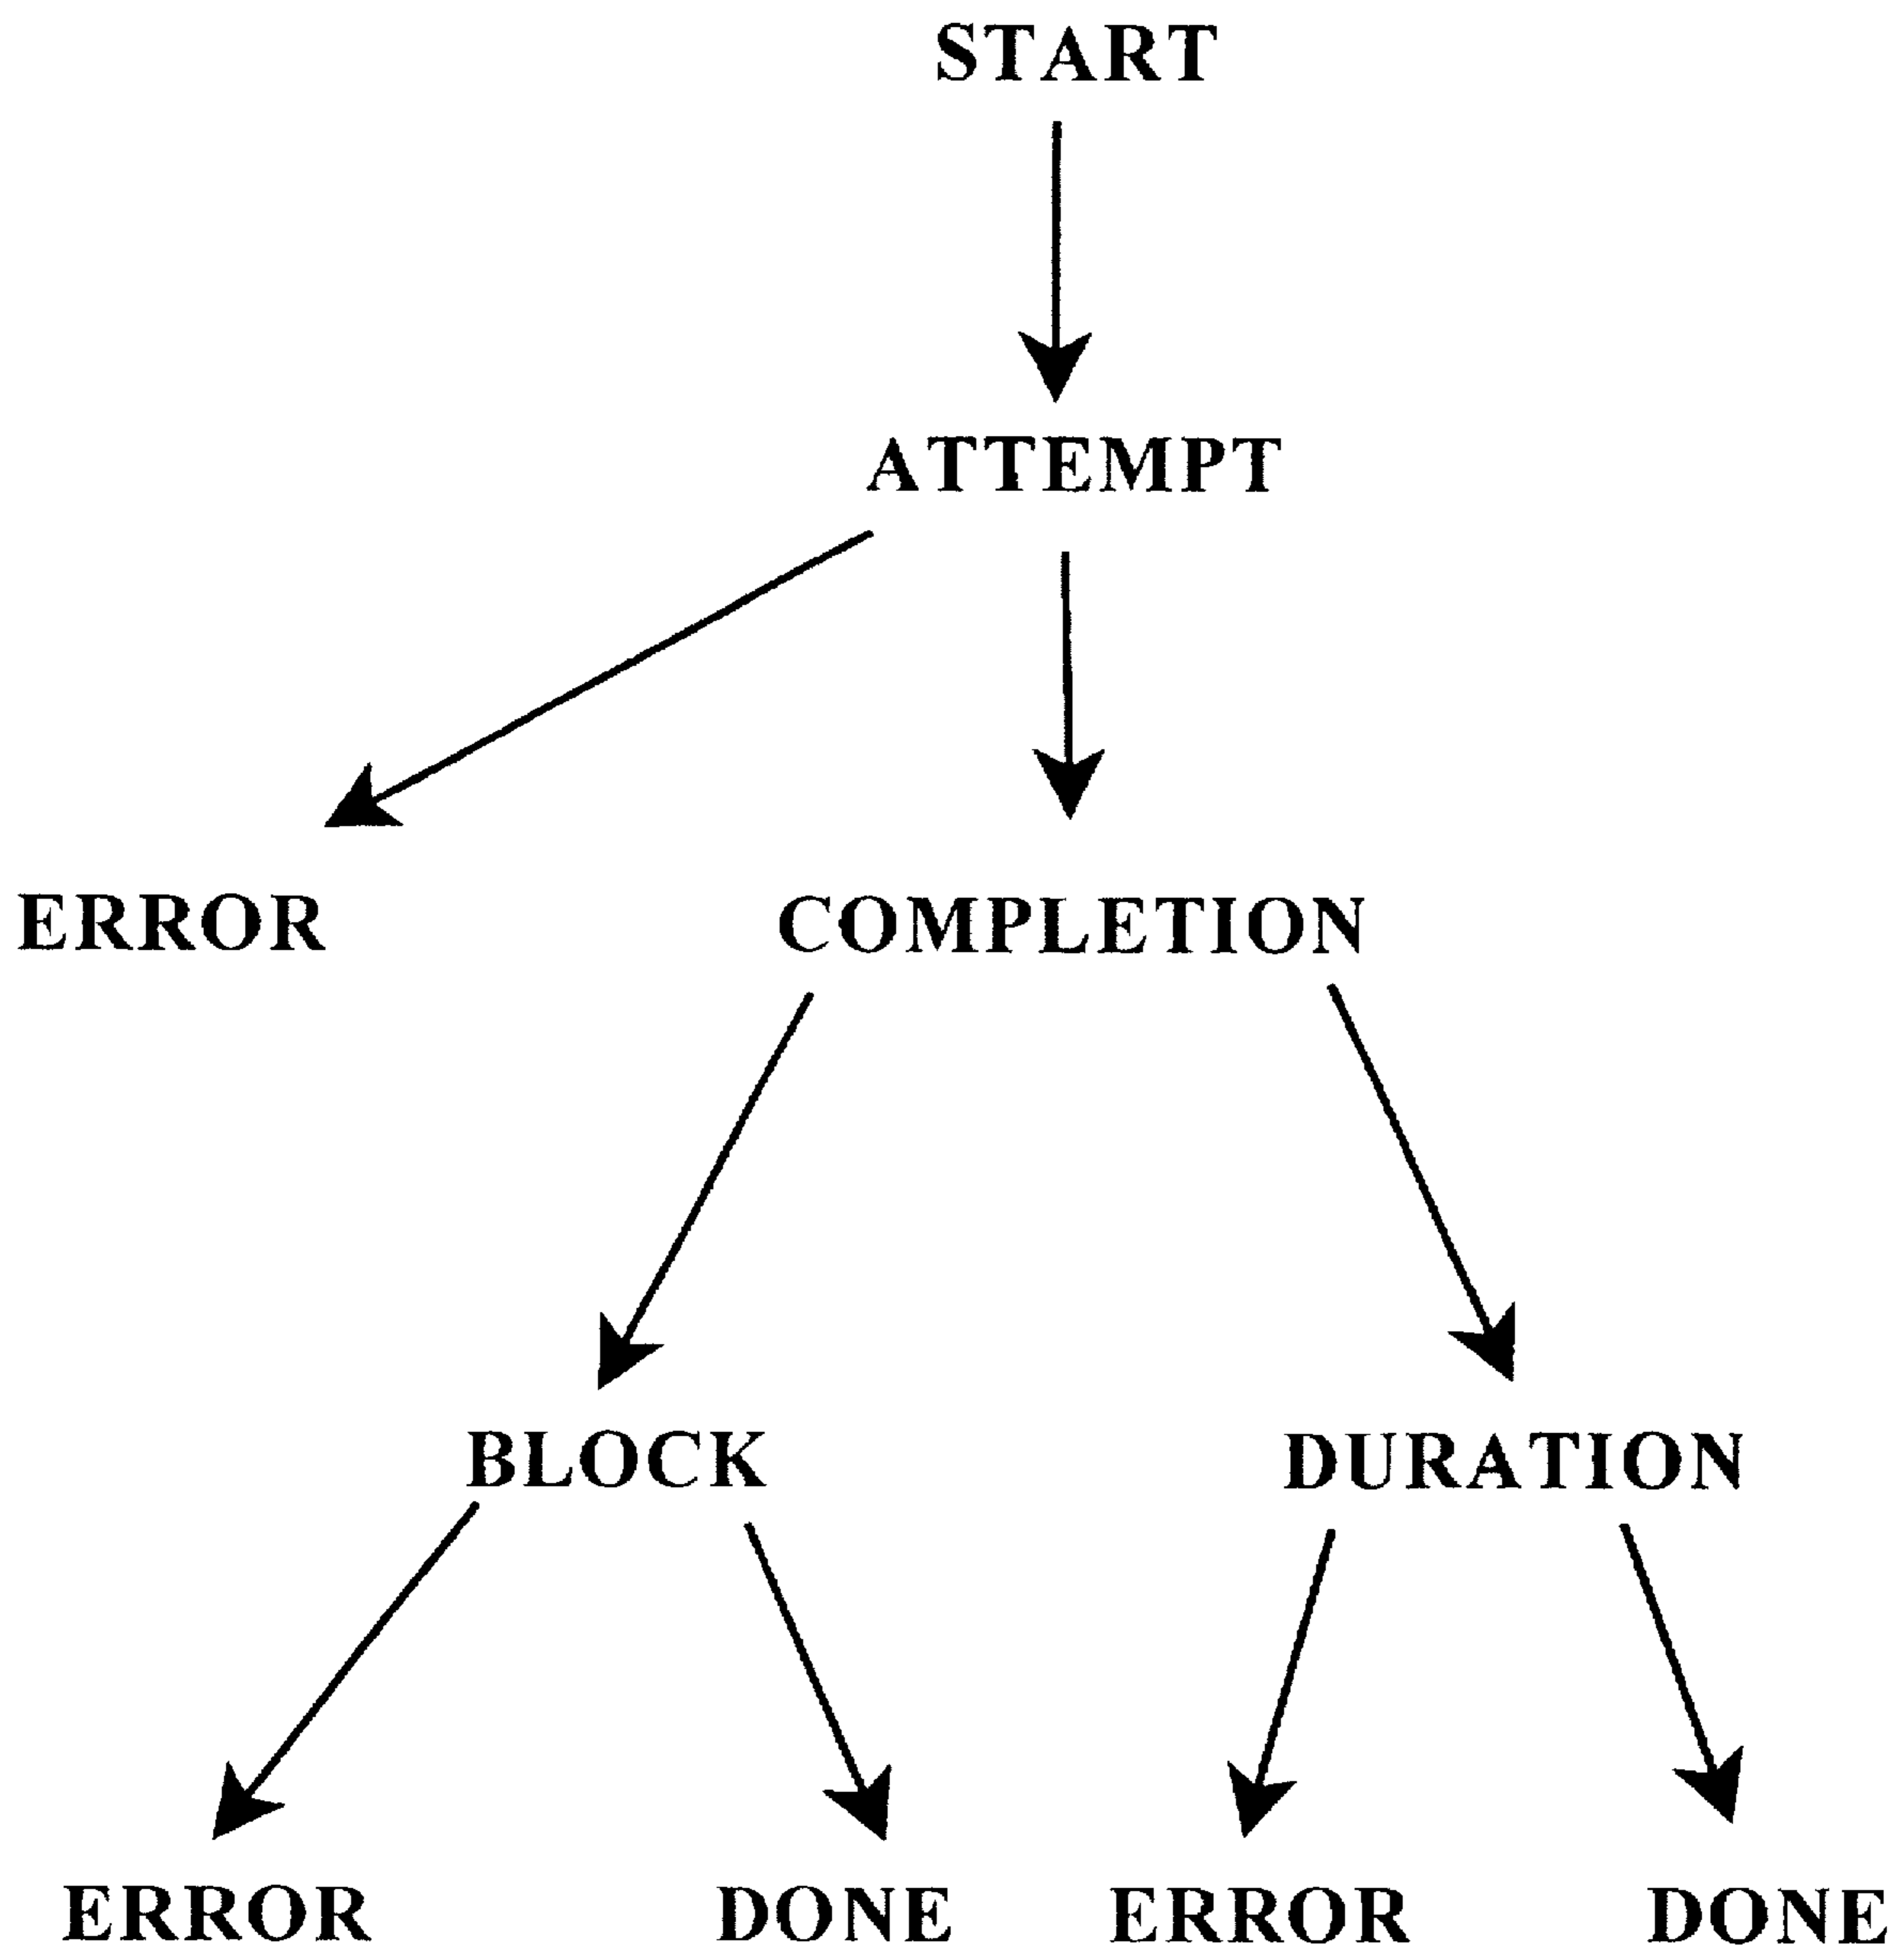 START
ATTEMPT
ERROR COMPLETION
BLOCK DURATION
ERROR DONE ERROR DONE